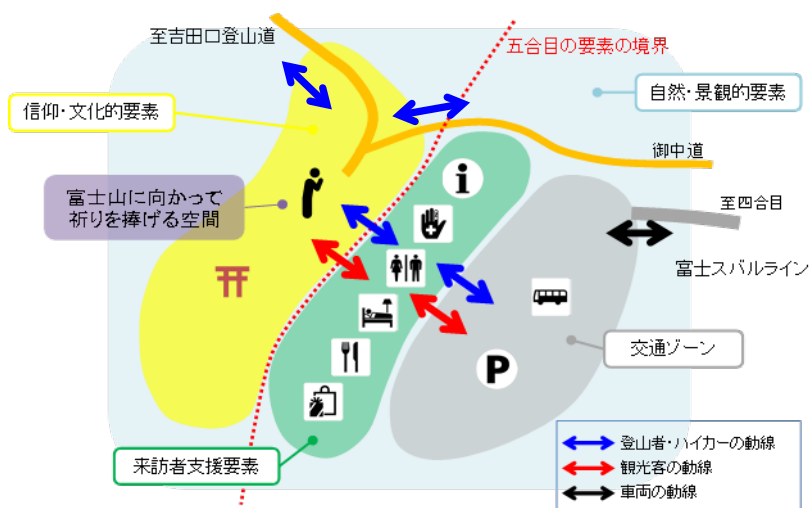 至吉田口登山道
五合目の要素の境界
自然・景観的要素
信仰・文化的要素
御中道
富士山に向かって
祈りを捧げる空間
至四合目
富士スバルライン
交通ゾーン
P
来訪者支援要素
登山者・ハイカーの動線
観光客の動線
車両の動線